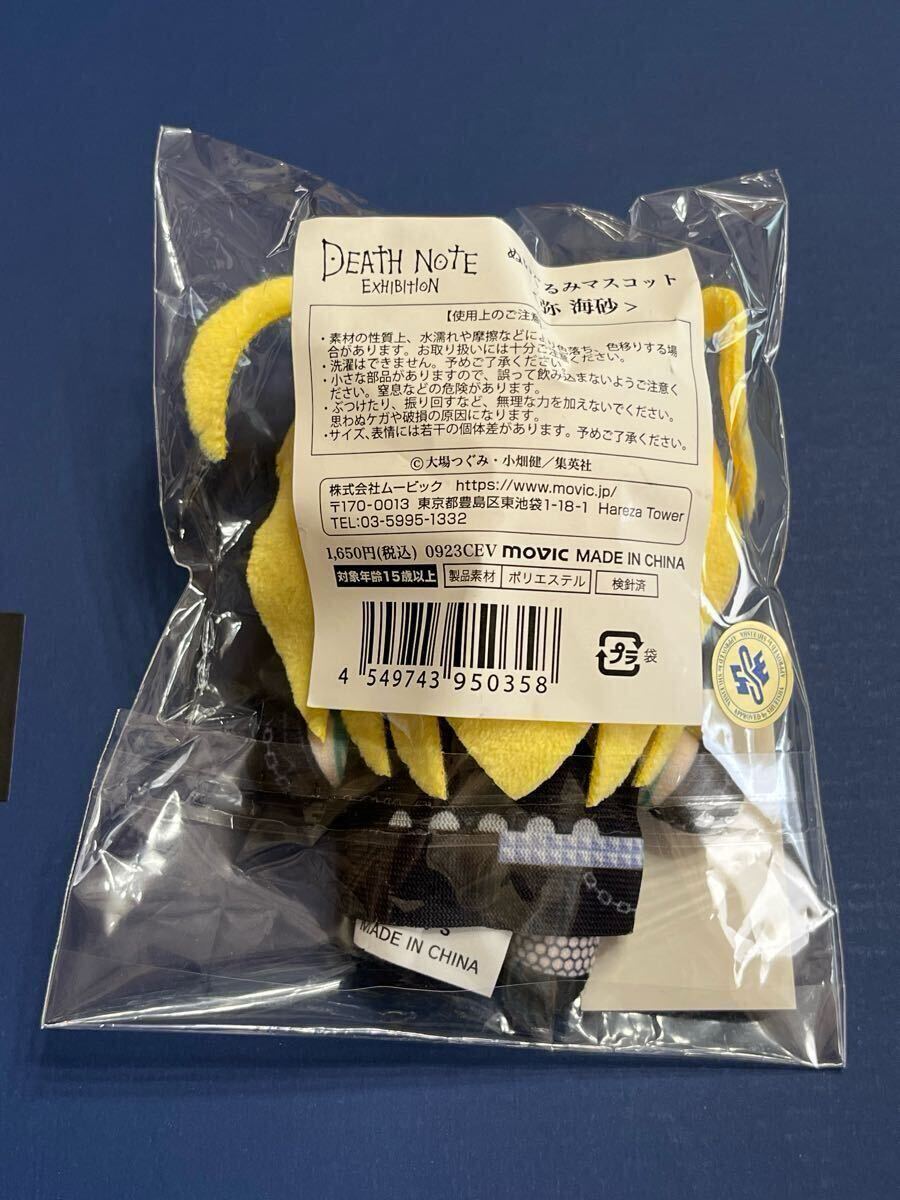 DEATH NOTE
EXHIBITION
るみマスコット
弥 海砂>
【使用上のご注意
・素材の性質上、水濡れや摩擦などにより色落ち、色移りする場
合があります。お取り扱いには十分ご注意ください。
・洗濯はできません。予めご了承ください。
・小さな部品がありますので、誤って飲み込まないようご注意く
ださい。窒息などの危険があります。
・ぶつけたり、振り回すなど、無理な力を加えないでください。
思わぬケガや破損の原因になります。
・サイズ、表情には若干の個体差があります。予めご了承ください。
©大場つぐみ・小畑健／集英社
株式会社ムービック https://www.movic.jp/
〒170-0013 東京都豊島区東池袋1-18-1 Hareza Tower
TEL:03-5995-1332
1,650円(税込) 0923CEV movic MADE IN CHINA
対象年齢15歳以上 製品素材 ポリエステル 検針済
4 549743 950358
プラ 袋
MADE IN CHINA